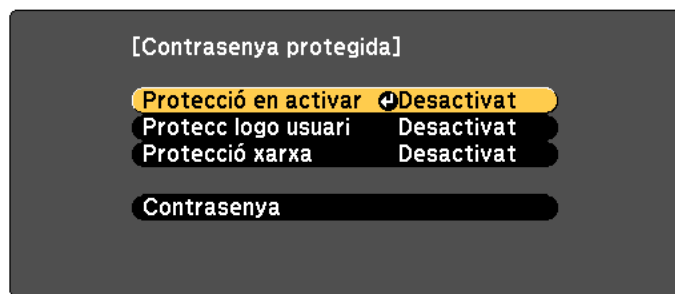 [Contrasenya protegida]
Protecció en activar Desactivat
Protecc logo usuari Desactivat
Protecció xarxa Desactivat
Contrasenya